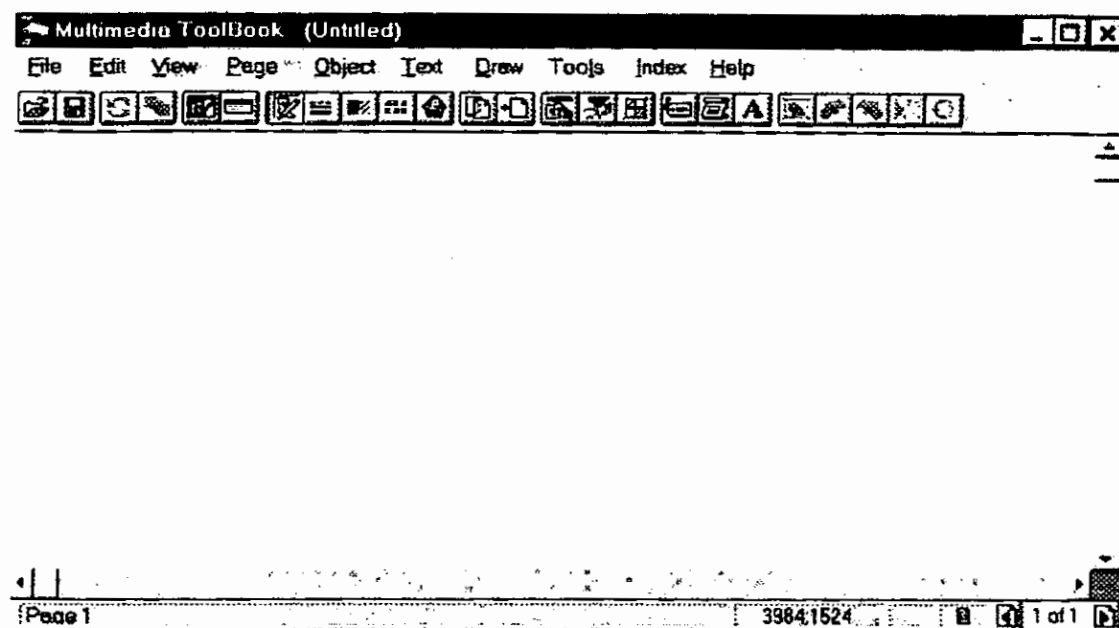 Multimedia ToolBook (Untitled)
File Edit View Page Object Text Draw Tools Index Help
A
Page 1 3984;1524 1 of 1